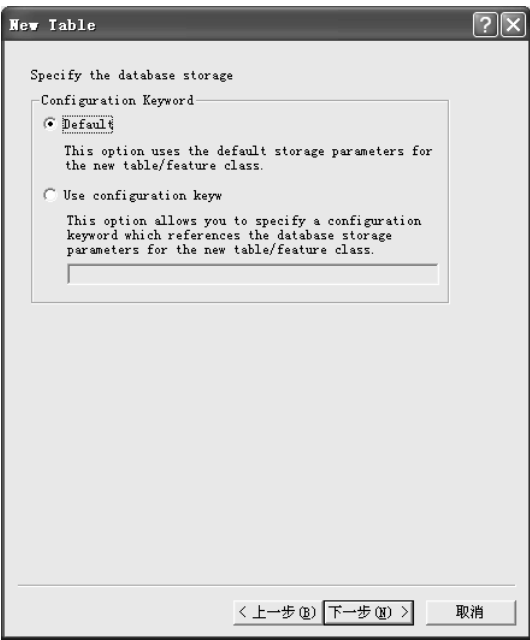 New Table
Specify the database storage
Configuration Keyword
Default
This option uses the default storage parameters for
the new table/feature class.
Use configuration keyw
This option allows you to specify a configuration
keyword which references the database storage
parameters for the new table/feature class.
< 上一步(B) 下一步(N) > 取消